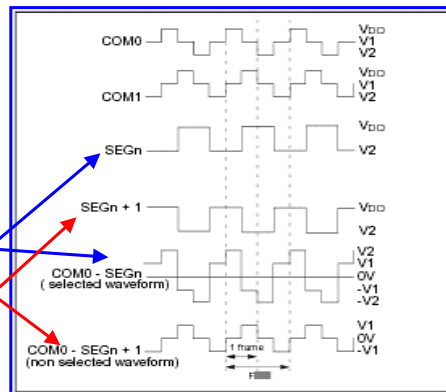 COM0 VDD
V1
V2
COM1 VDD
V1
V2
SEGn VDD
V2
SEGn + 1 VDD
V2
COM0 - SEGn
( selected waveform)
V2
V1
0V
-V1
-V2
COM0 - SEGn + 1
(non selected waveform)
1 frame
F
V1
0V
-V1